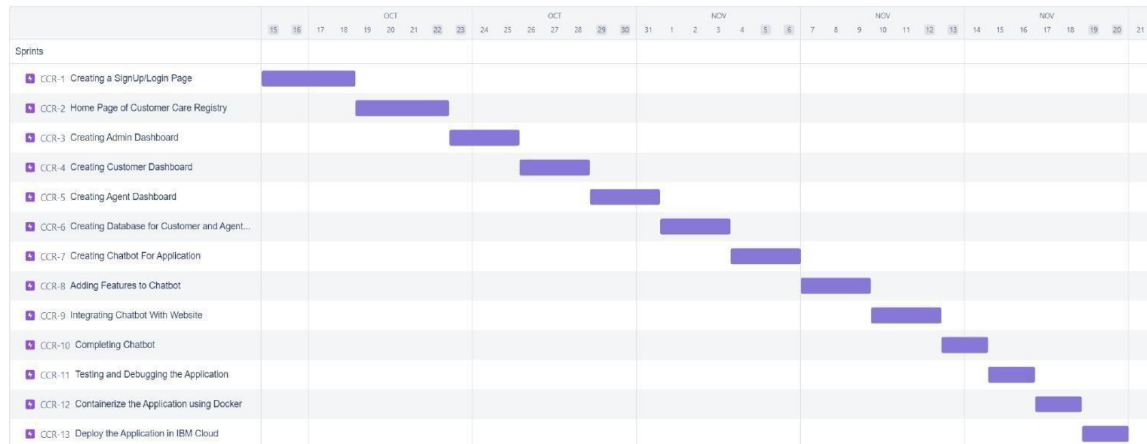 OCT OCT NOV NOV NOV
15 16 17 18 19 20 21 22 23 24 25 26 27 28 29 30 31 1 2 3 4 5 6 7 8 9 10 11 12 13 14 15 16 17 18 19 20 21
Sprints
CCR-1 Creating a SignUp/Login Page
CCR-2 Home Page of Customer Care Registry
CCR-3 Creating Admin Dashboard
CCR-4 Creating Customer Dashboard
CCR-5 Creating Agent Dashboard
CCR-6 Creating Database for Customer and Agent...
CCR-7 Creating Chatbot For Application
CCR-8 Adding Features to Chatbot
CCR-9 Integrating Chatbot With Website
CCR-10 Completing Chatbot
CCR-11 Testing and Debugging the Application
CCR-12 Containerize the Application using Docker
CCR-13 Deploy the Application in IBM Cloud